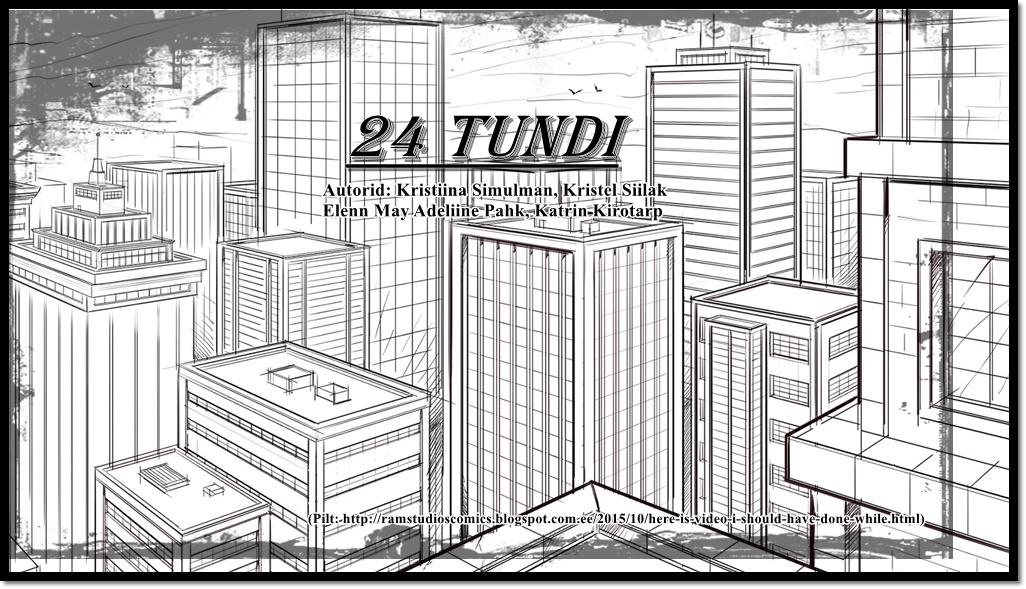 24 TUNDI
Autorid: Kristiina Simulman, Kristel Siilak
Elenn May Adeliine Pahk, Katrin Kirotarp
(Pilt: http://ramstudioscomics.blogspot.com.ee/2015/10/here-is-video-i-should-have-done-while.html)